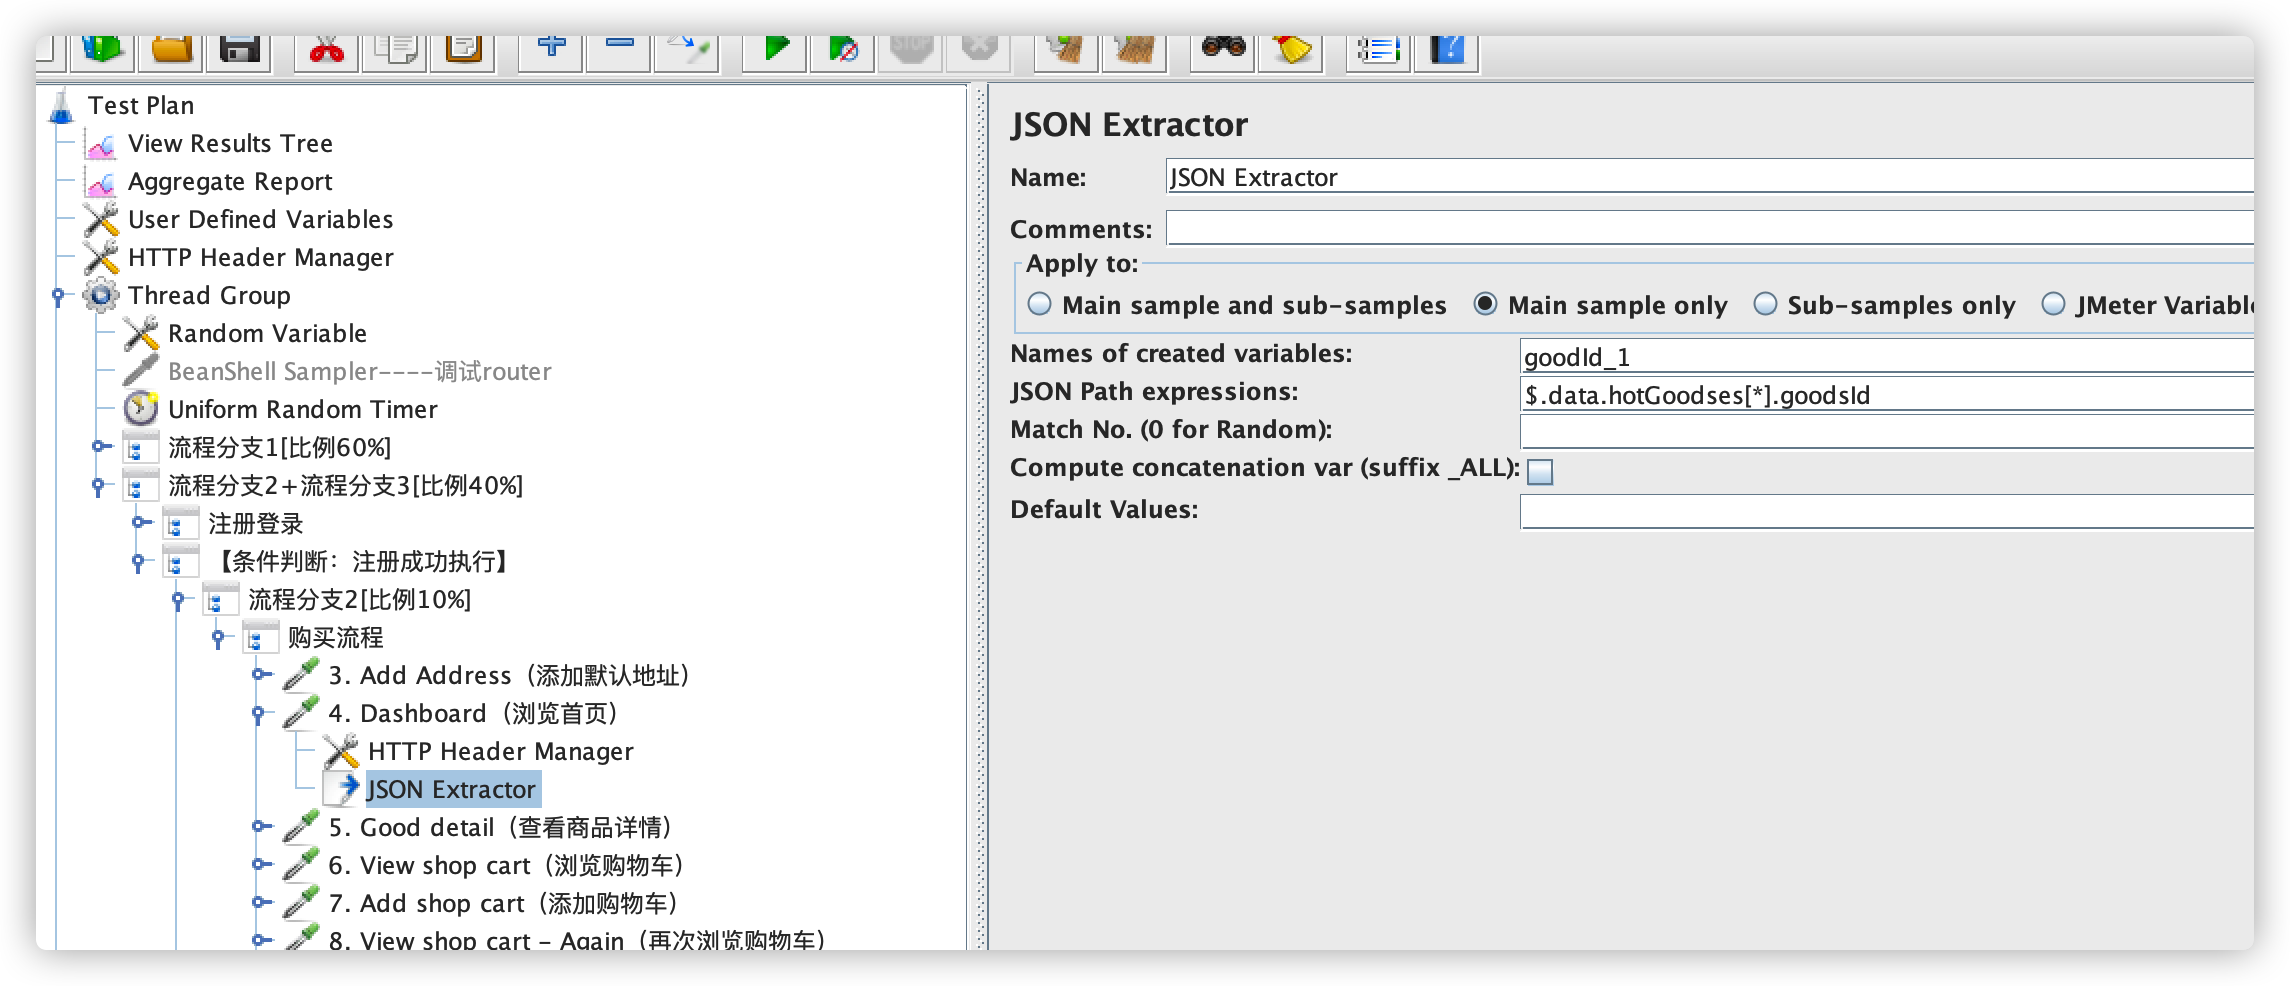 STOP
Test Plan
View Results Tree
Aggregate Report
User Defined Variables
HTTP Header Manager
Thread Group
Random Variable
BeanShell Sampler----调试router
Uniform Random Timer
流程分支1[比例60%]
流程分支2+流程分支3[比例40%]
注册登录
【条件判断：注册成功执行】
流程分支2[比例10%]
购买流程
3. Add Address（添加默认地址）
4. Dashboard（浏览首页）
HTTP Header Manager
JSON Extractor
5. Good detail（查看商品详情）
6. View shop cart（浏览购物车）
7. Add shop cart（添加购物车）
8. View shop cart - Again（再次浏览购物车）
JSON Extractor
Name: JSON Extractor
Comments:
Apply to:
Main sample and sub-samples Main sample only Sub-samples only JMeter Variable
Names of created variables: goodId_1
JSON Path expressions: $.data.hotGoodses[*].goodsId
Match No. (0 for Random):
Compute concatenation var (suffix _ALL):
Default Values: